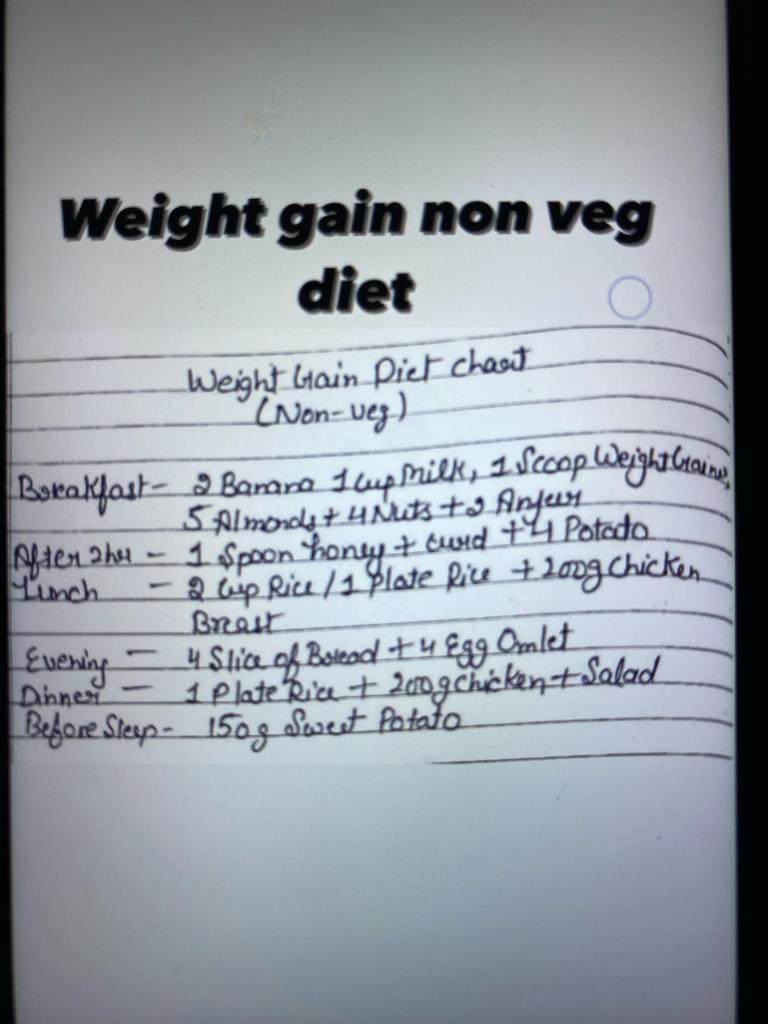 Weight gain non veg
diet
Weight Gain Diet chart
(Non-veg)
Breakfast - 2 Banana 1 Cup Milk, 1 Scoop Weight Gainer,
5 Almonds + 4 Nuts + 2 Anjeer
After 2 hrs - 1 Spoon honey + curd + 4 Potado
Lunch - 2 Cup Rice / 1 Plate Rice + 200g Chicken
Breast
Evening - 4 Slice of Bread + 4 Egg Omlet
Dinner - 1 Plate Rice + 200g chicken + Salad
Before Sleep - 150g Sweet Potato